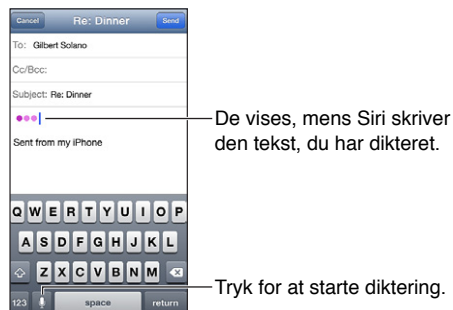 Cancel Re: Dinner Send
To: Gilbert Solano
Cc/Bcc:
Subject: Re: Dinner
De vises, mens Siri skriver
den tekst, du har dikteret.
Sent from my iPhone
Q W E R T Y U I O P
A S D F G H J K L
Z X C V B N M
Tryk for at starte diktering.
123 space return